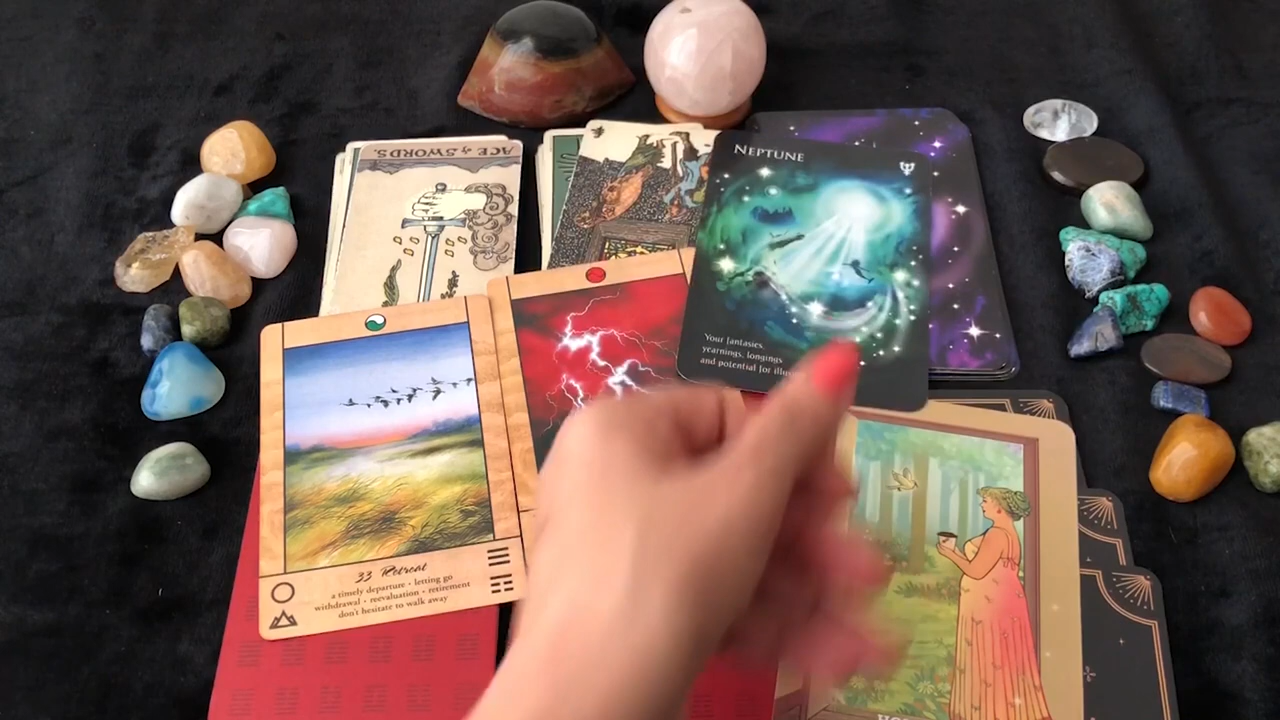 ACE of SWORDS.
NEPTUNE
Your fantasies,
yearnings, longings
and potential for
33 Retreat
a timely departure • letting go
withdrawal • reevaluation • retirement
don't hesitate to walk away